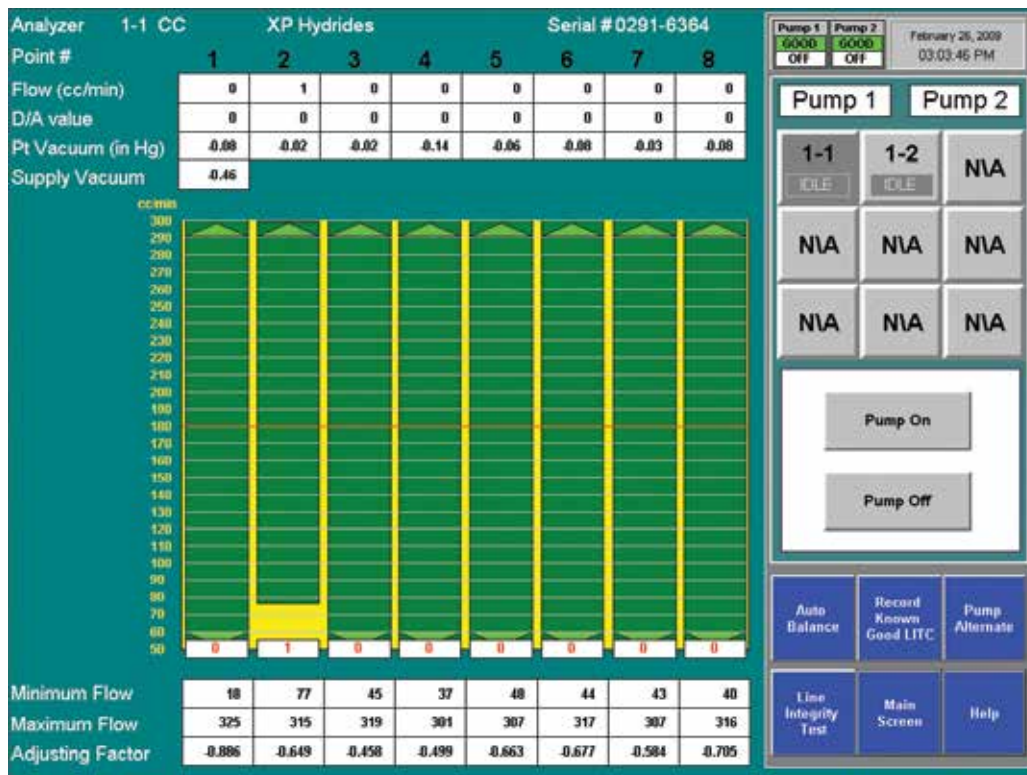 Analyzer 1-1 CC XP Hydrides Serial # 0291-6364
Point # 1 2 3 4 5 6 7 8
Flow (cc/min) 0 1 0 0 0 0 0 0
D/A value 0 0 0 0 0 0 0 0
Pt Vacuum (in Hg) -0.08 -0.02 -0.02 -0.14 -0.06 -0.08 -0.03 -0.08
Supply Vacuum -0.46
cc/min
300
290
280
270
260
250
240
230
220
210
200
190
180
170
160
150
140
130
120
110
100
90
80
70
60
50
0 1 0 0 0 0 0 0
Minimum Flow 18 77 45 37 48 44 43 40
Maximum Flow 325 315 319 301 307 317 307 316
Adjusting Factor -0.886 -0.649 -0.458 -0.499 -0.663 -0.677 -0.584 -0.705
Pump 1 Pump 2
GOOD GOOD
OFF OFF
February 26, 2009
03:03:46 PM
Pump 1 Pump 2
1-1 1-2 N\A
IDLE IDLE
N\A N\A N\A
N\A N\A N\A
Pump On
Pump Off
Auto Balance
Record Known Good LITC
Pump Alternate
Line Integrity Test
Main Screen
Help